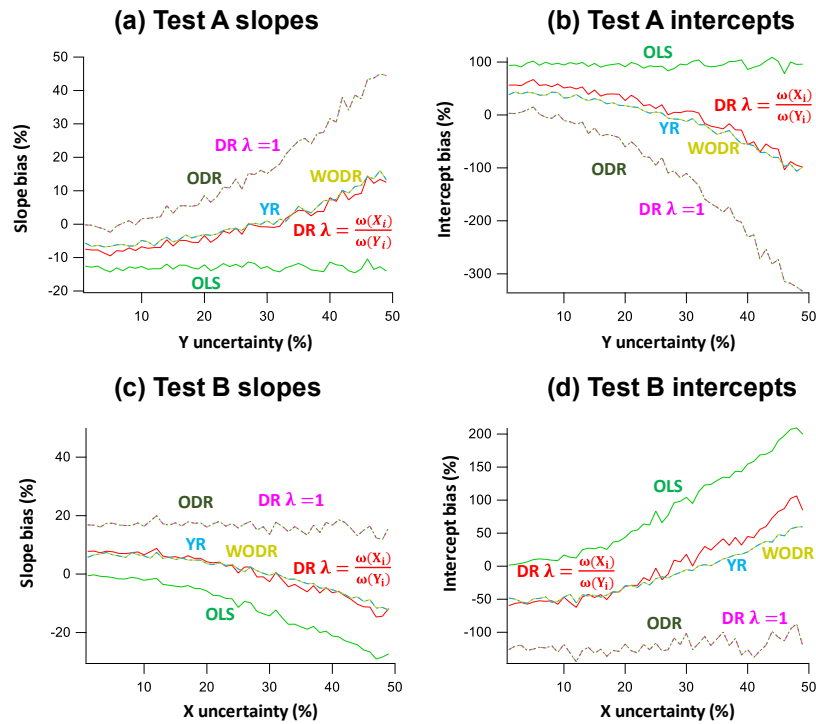 (a) Test A slopes
Slope bias (%)
50
40
30
20
10
0
-10
-20
DR λ =1
ODR
WODR
YR
DR λ = ω(Xᵢ)/ω(Yᵢ)
OLS
10
20
30
40
50
Y uncertainty (%)
(b) Test A intercepts
Intercept bias (%)
100
0
-100
-200
-300
OLS
DR λ = ω(Xᵢ)/ω(Yᵢ)
YR
WODR
ODR
DR λ =1
10
20
30
40
50
Y uncertainty (%)
(c) Test B slopes
Slope bias (%)
40
20
0
-20
ODR
DR λ =1
YR
WODR
DR λ = ω(Xᵢ)/ω(Yᵢ)
OLS
10
20
30
40
50
X uncertainty (%)
(d) Test B intercepts
Intercept bias (%)
200
150
100
50
0
-50
-100
OLS
DR λ = ω(Xᵢ)/ω(Yᵢ)
WODR
YR
ODR
DR λ =1
10
20
30
40
50
X uncertainty (%)